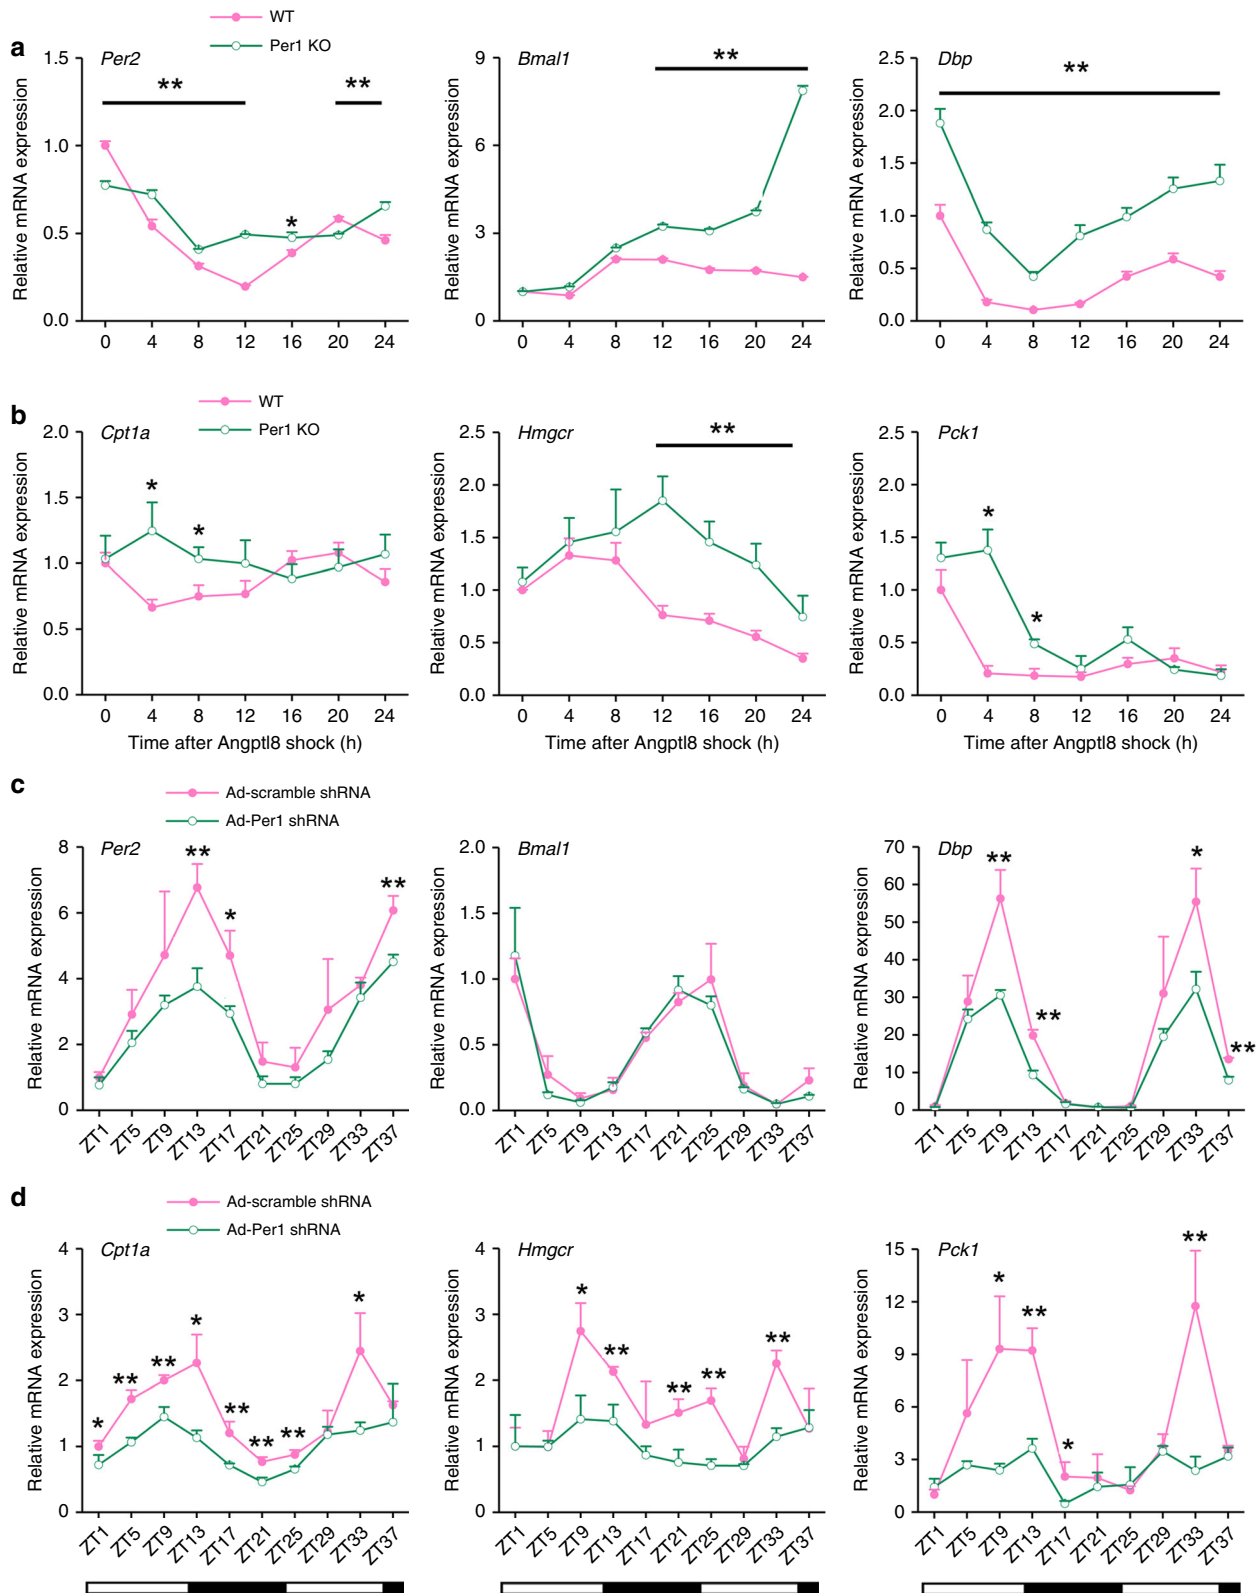 WT
Per1 KO
a
Per2
Bmal1
Dbp
Relative mRNA expression
1.5
1.0
0.5
0.0
** ** *
0 4 8 12 16 20 24
Relative mRNA expression
9
6
3
0
**
0 4 8 12 16 20 24
Relative mRNA expression
2.5
2.0
1.5
1.0
0.5
0.0
**
0 4 8 12 16 20 24
b
WT
Per1 KO
Cpt1a
Hmgcr
Pck1
Relative mRNA expression
2.0
1.5
1.0
0.5
0.0
* *
0 4 8 12 16 20 24
Time after Angptl8 shock (h)
Relative mRNA expression
2.5
2.0
1.5
1.0
0.5
0.0
**
0 4 8 12 16 20 24
Time after Angptl8 shock (h)
Relative mRNA expression
2.5
2.0
1.5
1.0
0.5
0.0
* *
0 4 8 12 16 20 24
Time after Angptl8 shock (h)
c
Ad-scramble shRNA
Ad-Per1 shRNA
Per2
Bmal1
Dbp
Relative mRNA expression
8
6
4
2
0
** * **
ZT1 ZT5 ZT9 ZT13 ZT17 ZT21 ZT25 ZT29 ZT33 ZT37
Relative mRNA expression
2.0
1.5
1.0
0.5
0.0
ZT1 ZT5 ZT9 ZT13 ZT17 ZT21 ZT25 ZT29 ZT33 ZT37
Relative mRNA expression
70
60
50
40
30
20
10
0
** ** * **
ZT1 ZT5 ZT9 ZT13 ZT17 ZT21 ZT25 ZT29 ZT33 ZT37
d
Ad-scramble shRNA
Ad-Per1 shRNA
Cpt1a
Hmgcr
Pck1
Relative mRNA expression
4
3
2
1
0
* ** ** * ** ** ** *
ZT1 ZT5 ZT9 ZT13 ZT17 ZT21 ZT25 ZT29 ZT33 ZT37
Relative mRNA expression
4
3
2
1
0
* ** ** ** **
ZT1 ZT5 ZT9 ZT13 ZT17 ZT21 ZT25 ZT29 ZT33 ZT37
Relative mRNA expression
15
12
9
6
3
0
* ** * **
ZT1 ZT5 ZT9 ZT13 ZT17 ZT21 ZT25 ZT29 ZT33 ZT37